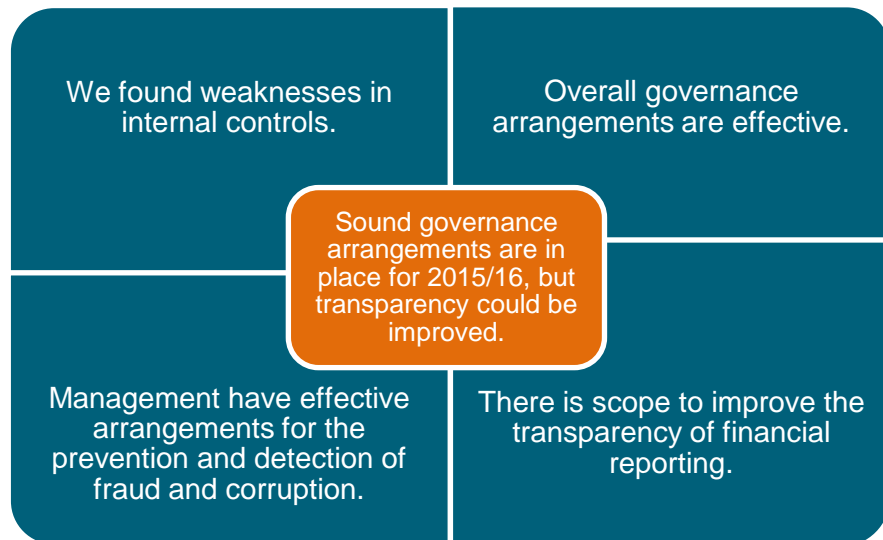 We found weaknesses in
internal controls.
Overall governance
arrangements are effective.
Sound governance
arrangements are in
place for 2015/16, but
transparency could be
improved.
Management have effective
arrangements for the
prevention and detection of
fraud and corruption.
There is scope to improve the
transparency of financial
reporting.